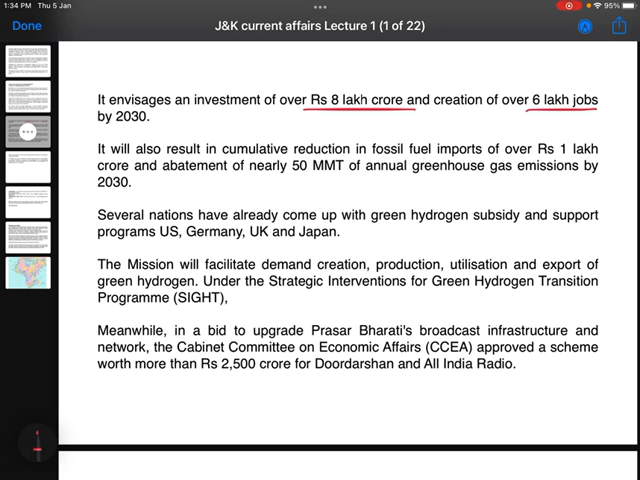 1:34 PM Thu 5 Jan
95%
Done
J&K current affairs Lecture 1 (1 of 22)
It envisages an investment of over Rs 8 lakh crore and creation of over 6 lakh jobs
by 2030.
It will also result in cumulative reduction in fossil fuel imports of over Rs 1 lakh
crore and abatement of nearly 50 MMT of annual greenhouse gas emissions by
2030.
Several nations have already come up with green hydrogen subsidy and support
programs US, Germany, UK and Japan.
The Mission will facilitate demand creation, production, utilisation and export of
green hydrogen. Under the Strategic Interventions for Green Hydrogen Transition
Programme (SIGHT),
Meanwhile, in a bid to upgrade Prasar Bharati's broadcast infrastructure and
network, the Cabinet Committee on Economic Affairs (CCEA) approved a scheme
worth more than Rs 2,500 crore for Doordarshan and All India Radio.